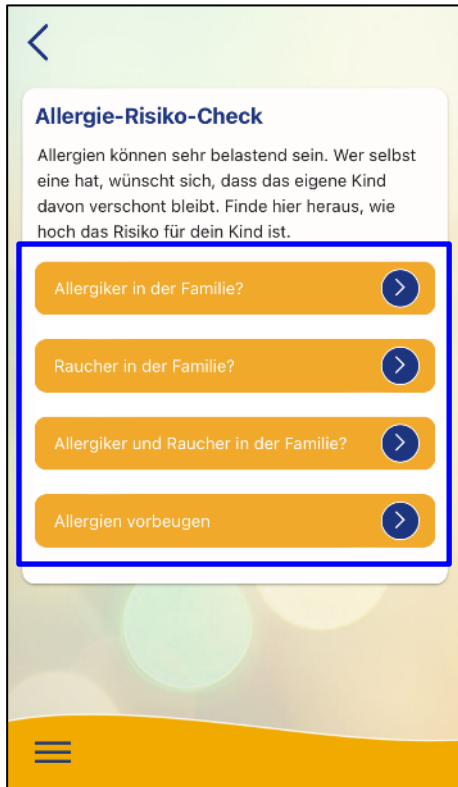 Allergie-Risiko-Check
Allergien können sehr belastend sein. Wer selbst
eine hat, wünscht sich, dass das eigene Kind
davon verschont bleibt. Finde hier heraus, wie
hoch das Risiko für dein Kind ist.
Allergiker in der Familie?
Raucher in der Familie?
Allergiker und Raucher in der Familie?
Allergien vorbeugen